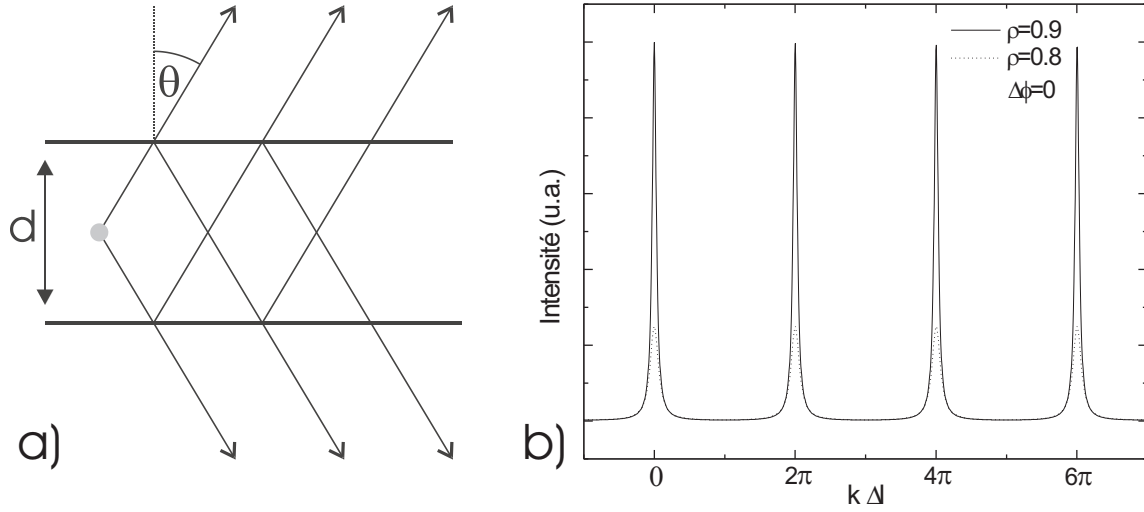 θ
d
a)
Intensité (u.a.)
ρ=0.9
ρ=0.8
Δϕ=0
0 2π 4π 6π
k Δl
b)